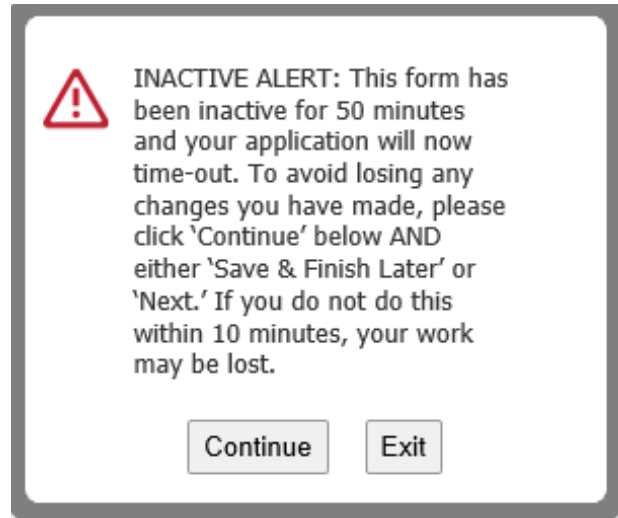 INACTIVE ALERT: This form has
been inactive for 50 minutes
and your application will now
time-out. To avoid losing any
changes you have made, please
click ‘Continue’ below AND
either ‘Save & Finish Later’ or
‘Next.’ If you do not do this
within 10 minutes, your work
may be lost.
Continue Exit